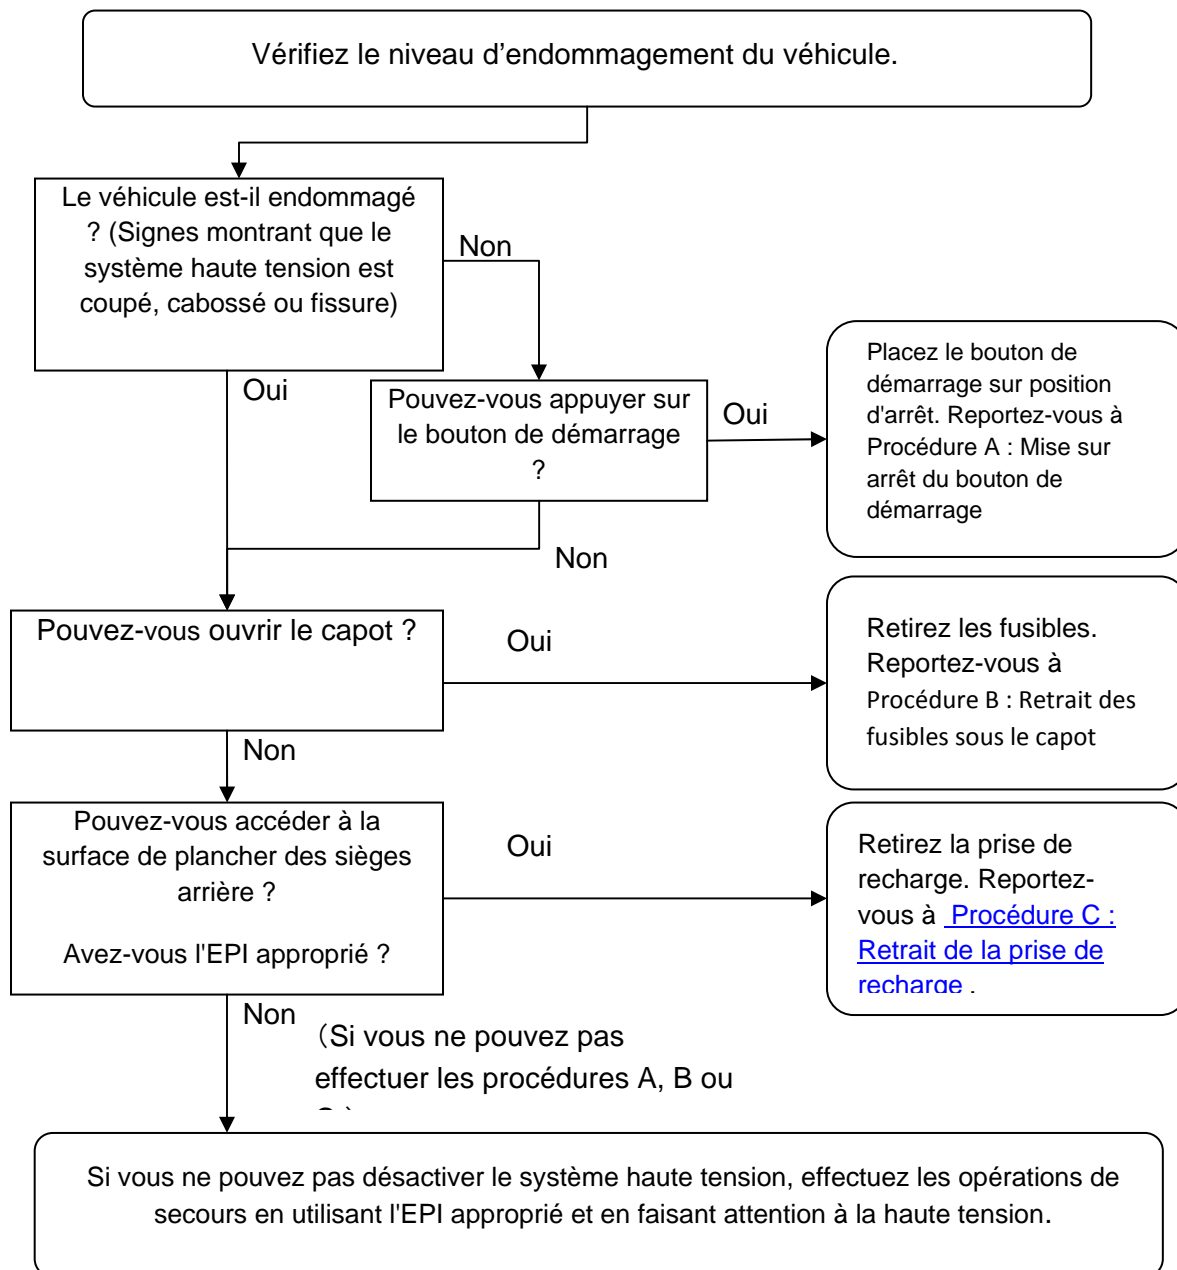 Vérifiez le niveau d’endommagement du véhicule.
Le véhicule est-il endommagé
? (Signes montrant que le
système haute tension est
coupé, cabossé ou fissure)
Non
Oui
Pouvez-vous appuyer sur
le bouton de démarrage
?
Oui
Placez le bouton de
démarrage sur position
d'arrêt. Reportez-vous à
Procédure A : Mise sur
arrêt du bouton de
démarrage
Non
Pouvez-vous ouvrir le capot ?
Oui
Retirez les fusibles.
Reportez-vous à
Procédure B : Retrait des
fusibles sous le capot
Non
Pouvez-vous accéder à la
surface de plancher des sièges
arrière ?
Avez-vous l'EPI approprié ?
Oui
Retirez la prise de
recharge. Reportez-
vous à Procédure C :
Retrait de la prise de
recharge .
Non
（Si vous ne pouvez pas
effectuer les procédures A, B ou
Si vous ne pouvez pas désactiver le système haute tension, effectuez les opérations de
secours en utilisant l'EPI approprié et en faisant attention à la haute tension.